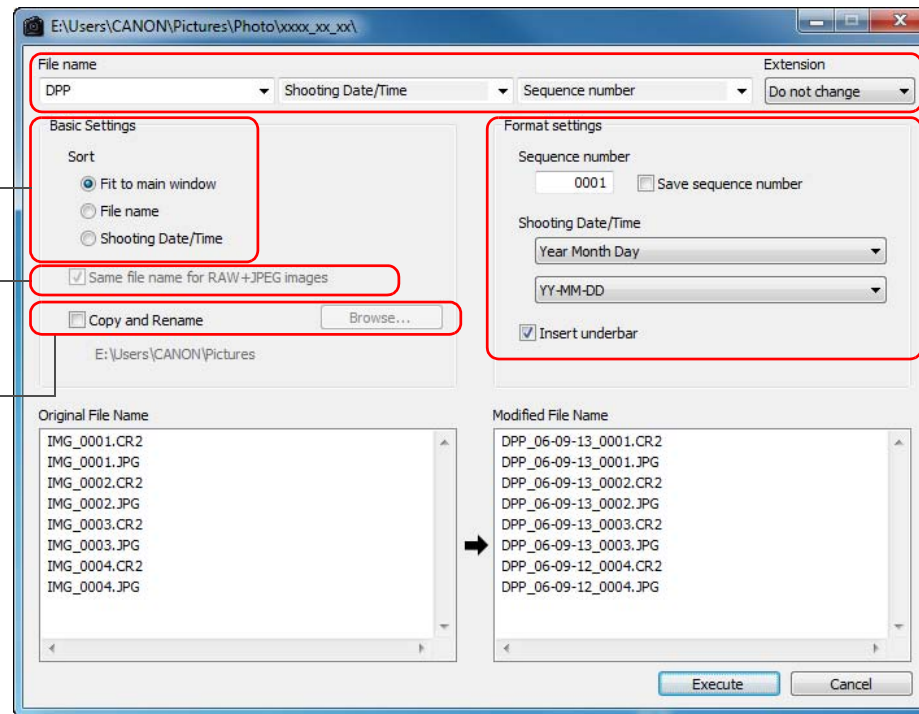 E:\Users\CANON\Pictures\Photo\xxxx_xx_xx\
File name
Extension
DPP
Shooting Date/Time
Sequence number
Do not change
Basic Settings
Sort
Fit to main window
File name
Shooting Date/Time
Same file name for RAW+JPEG images
Copy and Rename
Browse...
E:\Users\CANON\Pictures
Format settings
Sequence number
0001
Save sequence number
Shooting Date/Time
Year Month Day
YY-MM-DD
Insert underbar
Original File Name
IMG_0001.CR2
IMG_0001.JPG
IMG_0002.CR2
IMG_0002.JPG
IMG_0003.CR2
IMG_0003.JPG
IMG_0004.CR2
IMG_0004.JPG
Modified File Name
DPP_06-09-13_0001.CR2
DPP_06-09-13_0001.JPG
DPP_06-09-13_0002.CR2
DPP_06-09-13_0002.JPG
DPP_06-09-13_0003.CR2
DPP_06-09-13_0003.JPG
DPP_06-09-12_0004.CR2
DPP_06-09-12_0004.JPG
Execute
Cancel